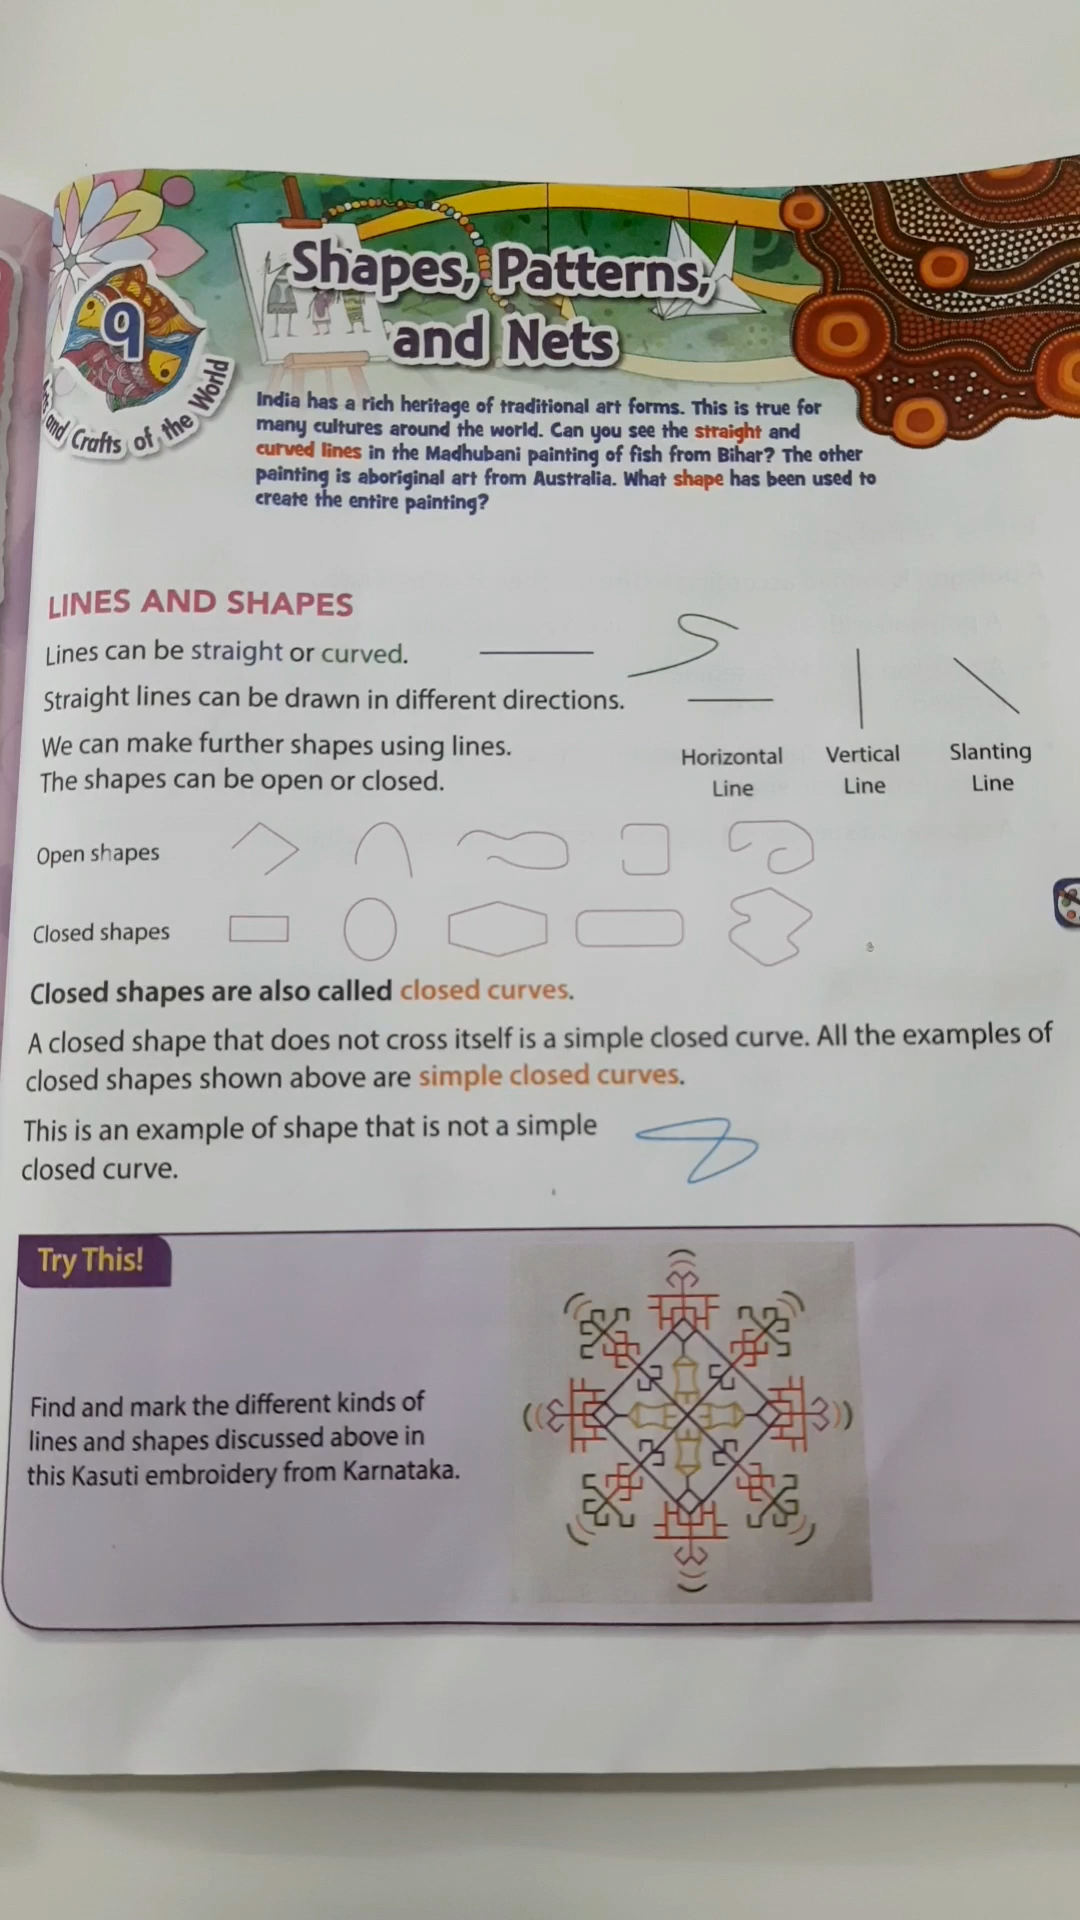 Shapes, Patterns,
and Nets
9
and Crafts of the World
India has a rich heritage of traditional art forms. This is true for
many cultures around the world. Can you see the straight and
curved lines in the Madhubani painting of fish from Bihar? The other
painting is aboriginal art from Australia. What shape has been used to
create the entire painting?
LINES AND SHAPES
Lines can be straight or curved.
Straight lines can be drawn in different directions.
We can make further shapes using lines.
The shapes can be open or closed.
Horizontal
Line
Vertical
Line
Slanting
Line
Open shapes
Closed shapes
Closed shapes are also called closed curves.
A closed shape that does not cross itself is a simple closed curve. All the examples of
closed shapes shown above are simple closed curves.
This is an example of shape that is not a simple
closed curve.
Try This!
Find and mark the different kinds of
lines and shapes discussed above in
this Kasuti embroidery from Karnataka.